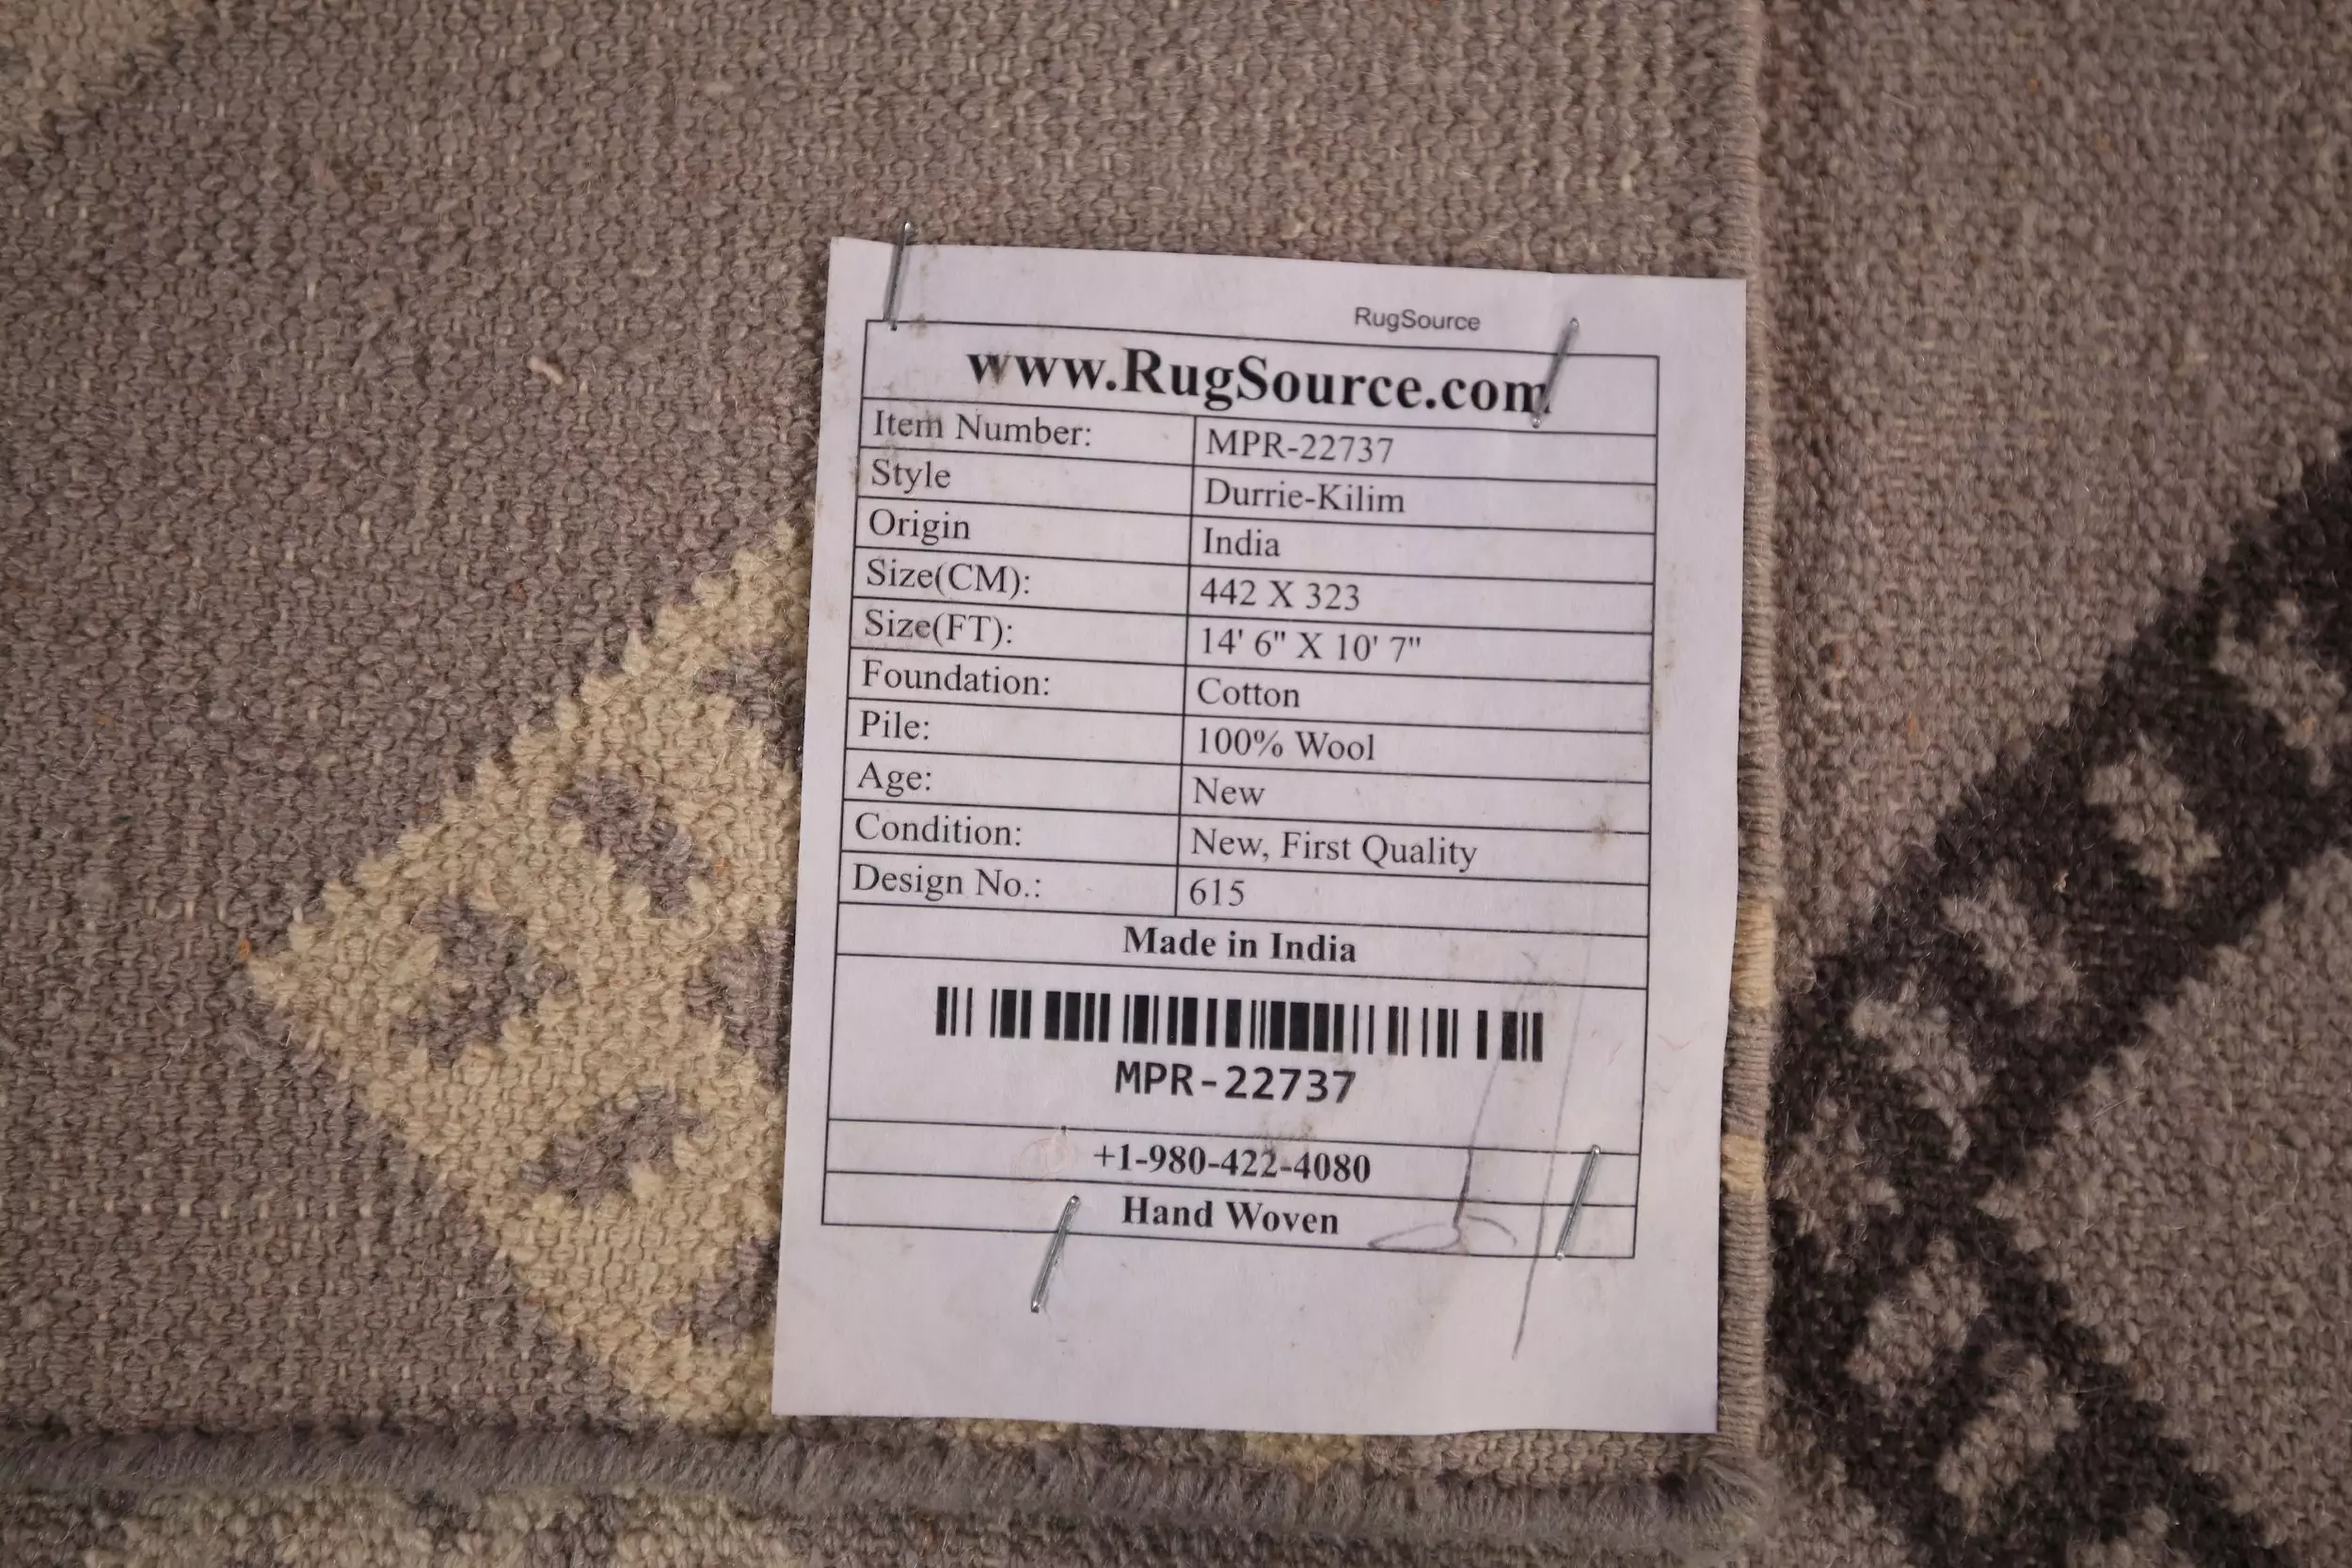 RugSource
www.RugSource.com
Item Number: MPR-22737
Style Durrie-Kilim
Origin India
Size(CM): 442 X 323
Size(FT): 14' 6" X 10' 7"
Foundation: Cotton
Pile: 100% Wool
Age: New
Condition: New, First Quality
Design No.: 615
Made in India
MPR-22737
+1-980-422-4080
Hand Woven